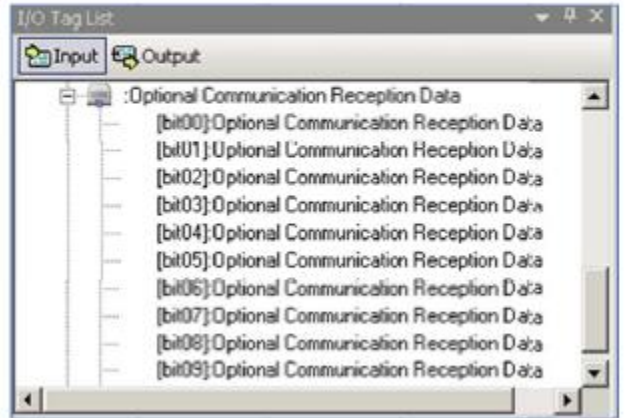 I/O Tag List
Input Output
:Optional Communication Reception Data
[bit00]:Optional Communication Reception Data
[bit01]:Optional Communication Reception Data
[bit02]:Optional Communication Reception Data
[bit03]:Optional Communication Reception Data
[bit04]:Optional Communication Reception Data
[bit05]:Optional Communication Reception Data
[bit06]:Optional Communication Reception Data
[bit07]:Optional Communication Reception Data
[bit08]:Optional Communication Reception Data
[bit09]:Optional Communication Reception Data